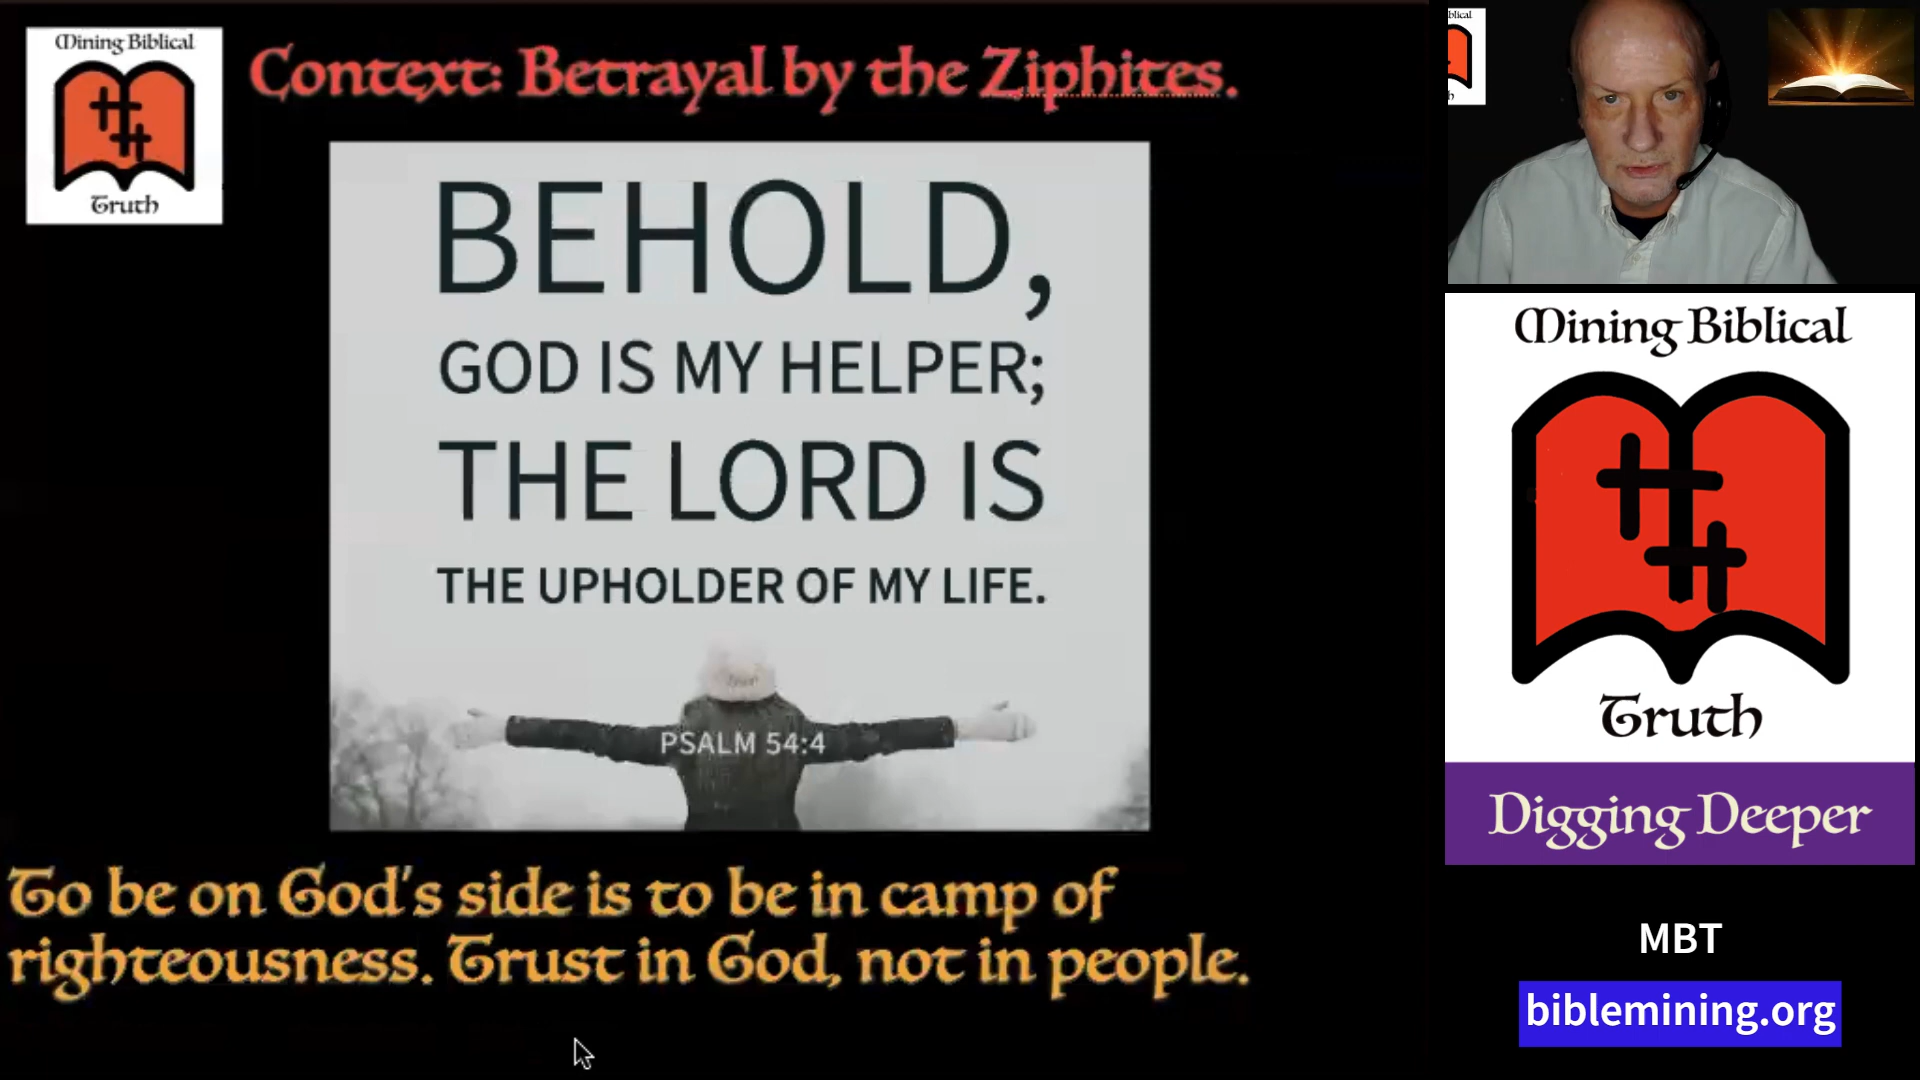 Mining Biblical
Truth
Context: Betrayal by the Ziphites.
BEHOLD,
GOD IS MY HELPER;
THE LORD IS
THE UPHOLDER OF MY LIFE.
PSALM 54:4
To be on God's side is to be in camp of
righteousness. Trust in God, not in people.
Mining Biblical
Truth
Digging Deeper
MBT
biblemining.org